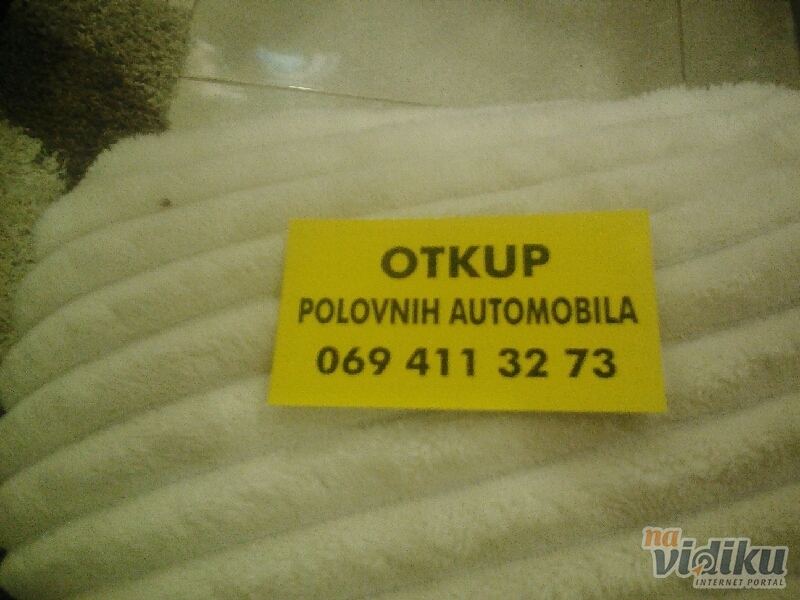 OTKUP
POLOVNIH AUTOMOBILA
069 411 32 73
na
vidiku
INTERNET PORTAL